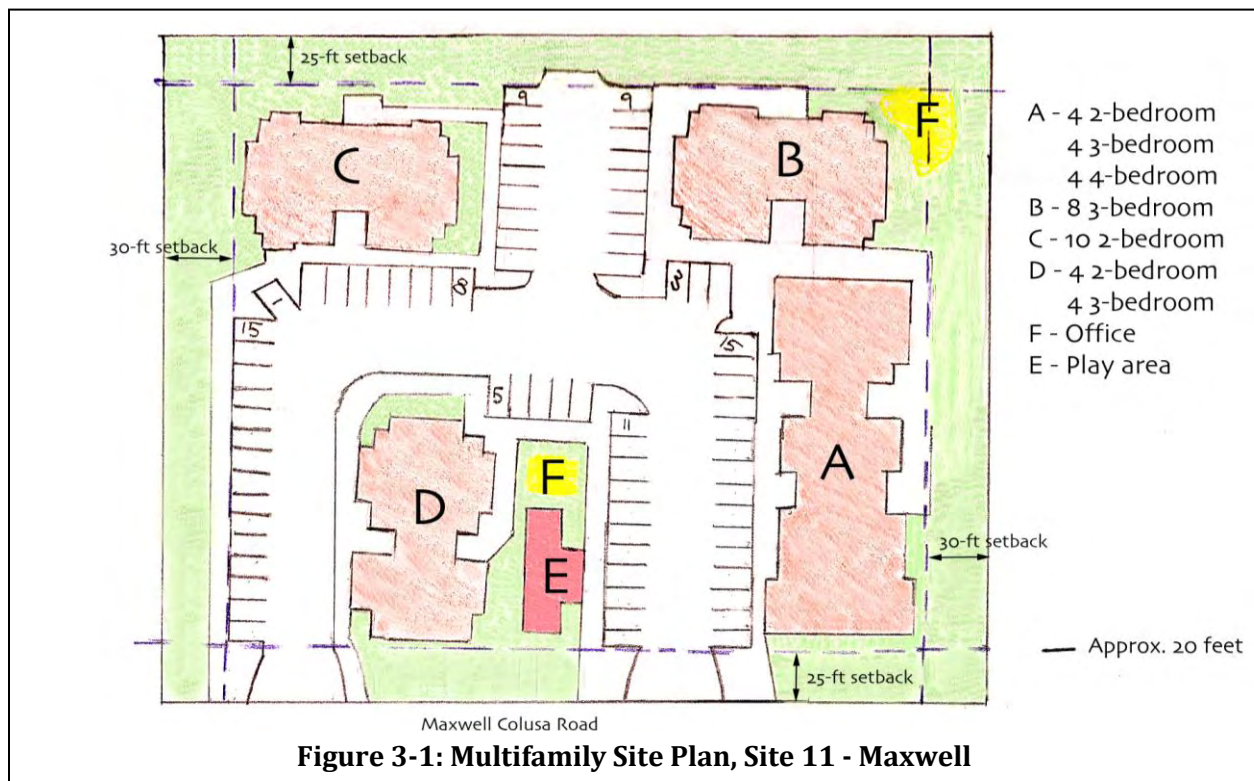 25-ft setback
9
9
F
C
B
30-ft setback
1
8
3
15
15
5
11
F
D
A
E
30-ft setback
25-ft setback
Maxwell Colusa Road
A - 4 2-bedroom
4 3-bedroom
4 4-bedroom
B - 8 3-bedroom
C - 10 2-bedroom
D - 4 2-bedroom
4 3-bedroom
F - Office
E - Play area
Approx. 20 feet
Figure 3-1: Multifamily Site Plan, Site 11 - Maxwell